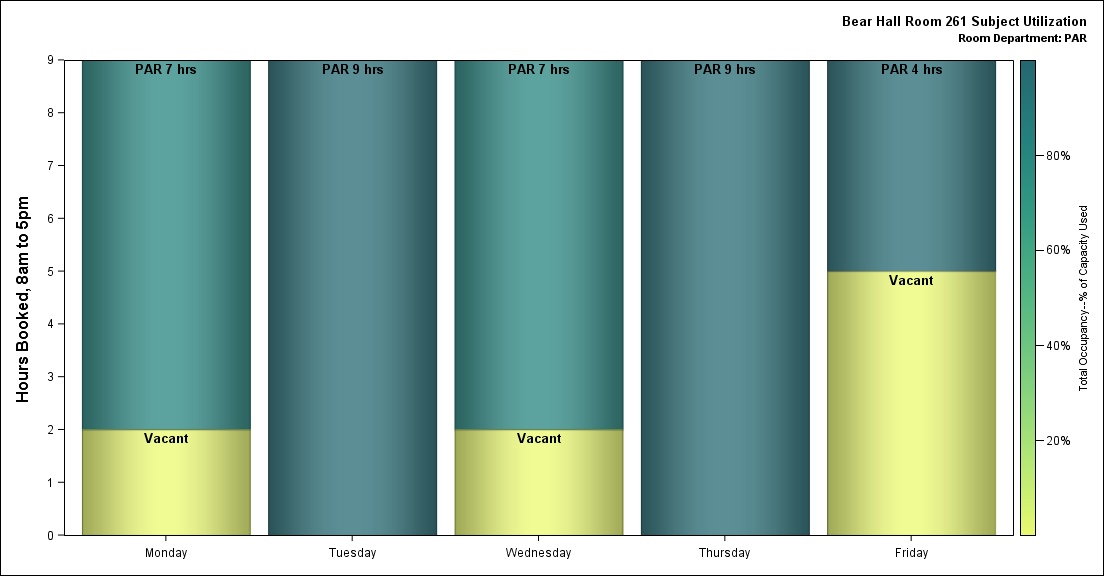 Bear Hall Room 261 Subject Utilization
Room Department: PAR
Hours Booked, 8am to 5pm
9
8
7
6
5
4
3
2
1
0
PAR 7 hrs
PAR 9 hrs
PAR 7 hrs
PAR 9 hrs
PAR 4 hrs
Vacant
Vacant
Vacant
Monday
Tuesday
Wednesday
Thursday
Friday
80%
60%
40%
20%
Total Occupancy--% of Capacity Used